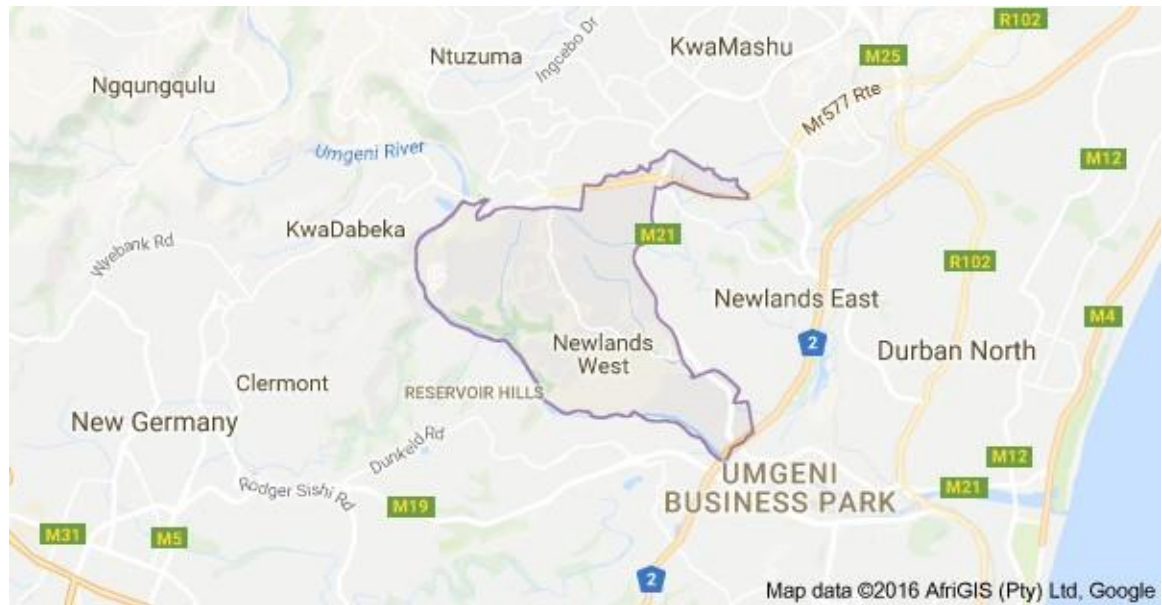 R102
KwaMashu
Ntuzuma
Ingcebo Dr
M25
Ngqungqulu
Mr577 Rte
Umgeni River
M12
KwaDabeka
M21
Wyebank Rd
R102
Newlands East
M4
2
Newlands
West
Durban North
Clermont
RESERVOIR HILLS
New Germany
Dunkeld Rd
M12
UMGENI
BUSINESS PARK
M21
Rodger Sishi Rd
M19
M31
M5
2
Map data ©2016 AfriGIS (Pty) Ltd, Google